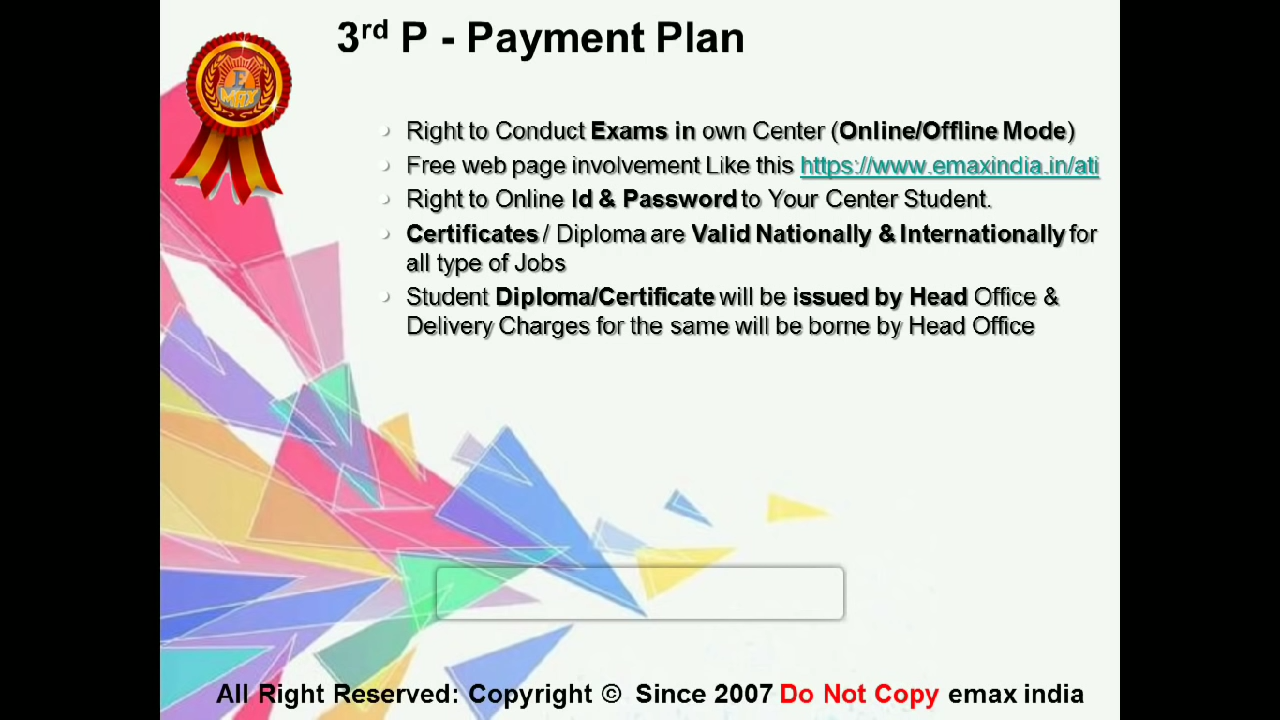 3rd P - Payment Plan
E
MAX
Right to Conduct Exams in own Center (Online/Offline Mode)
Free web page involvement Like this https://www.emaxindia.in/ati
Right to Online Id & Password to Your Center Student.
Certificates / Diploma are Valid Nationally & Internationally for
all type of Jobs
Student Diploma/Certificate will be issued by Head Office &
Delivery Charges for the same will be borne by Head Office
All Right Reserved: Copyright © Since 2007 Do Not Copy emax india